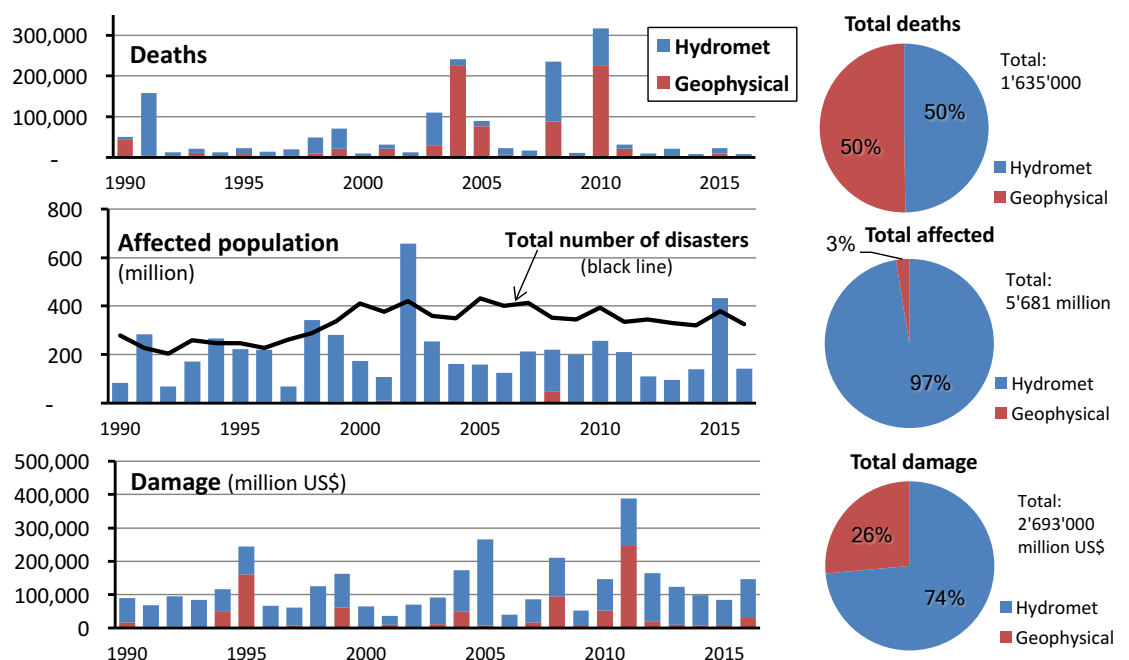 Deaths
300,000
200,000
100,000
-
1990 1995 2000 2005 2010 2015
Hydromet
Geophysical
Total deaths
Total:
1'635'000
50%
50%
Hydromet
Geophysical
Affected population
(million)
800
600
400
200
-
1990 1995 2000 2005 2010 2015
Total number of disasters
(black line)
Total affected
3%
Total:
5'681 million
97%
Hydromet
Geophysical
Damage (million US$)
500,000
400,000
300,000
200,000
100,000
0
1990 1995 2000 2005 2010 2015
Total damage
Total:
2'693'000
million US$
26%
74%
Hydromet
Geophysical